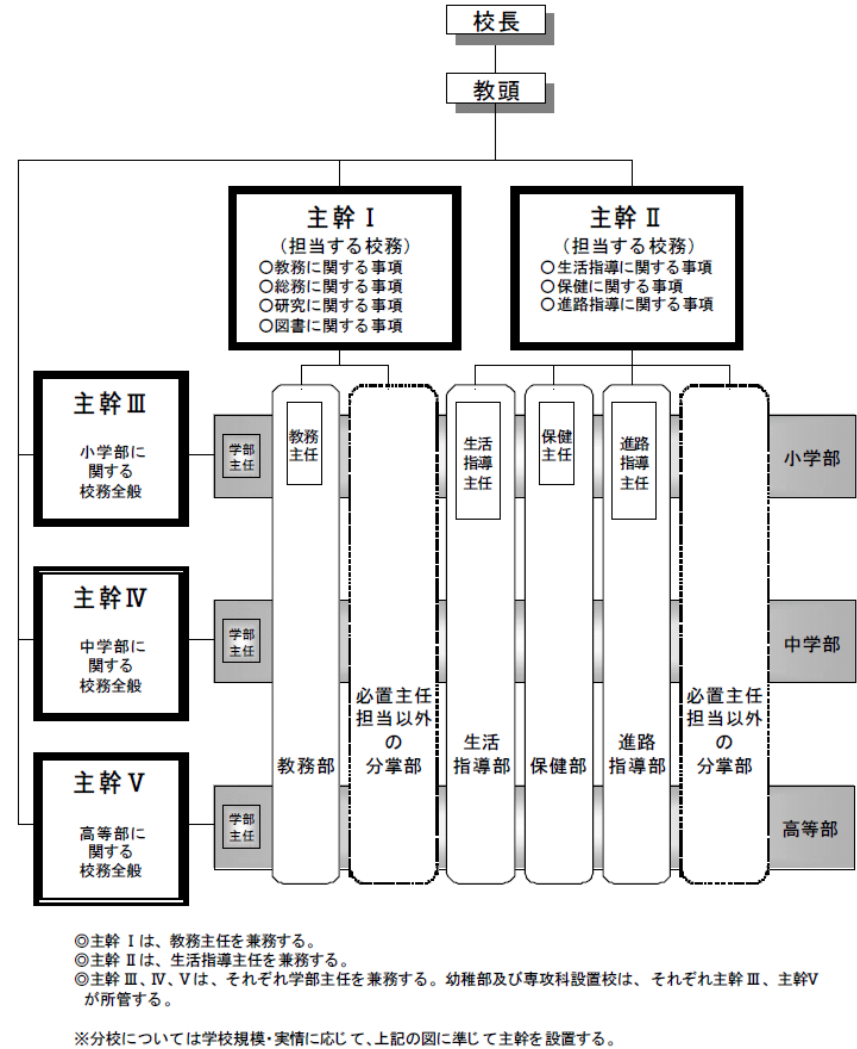 校長
教頭
主幹Ⅰ
（担当する校務）
○教務に関する事項
○総務に関する事項
○研究に関する事項
○図書に関する事項
主幹Ⅱ
（担当する校務）
○生活指導に関する事項
○保健に関する事項
○進路指導に関する事項
主幹Ⅲ
小学部に
関する
校務全般
学部
主任
教務
主任
生活
指導
主任
保健
主任
進路
指導
主任
小学部
主幹Ⅳ
中学部に
関する
校務全般
学部
主任
中学部
主幹Ⅴ
高等部に
関する
校務全般
学部
主任
教務部
必置主任
担当以外
の
分掌部
生活
指導部
保健部
進路
指導部
必置主任
担当以外
の
分掌部
高等部
◎主幹Ⅰは、教務主任を兼務する。
◎主幹Ⅱは、生活指導主任を兼務する。
◎主幹Ⅲ、Ⅳ、Ⅴは、それぞれ学部主任を兼務する。幼稚部及び専攻科設置校は、それぞれ主幹Ⅲ、主幹Ⅴ
が所管する。
※分校については学校規模・実情に応じて、上記の図に準じて主幹を設置する。